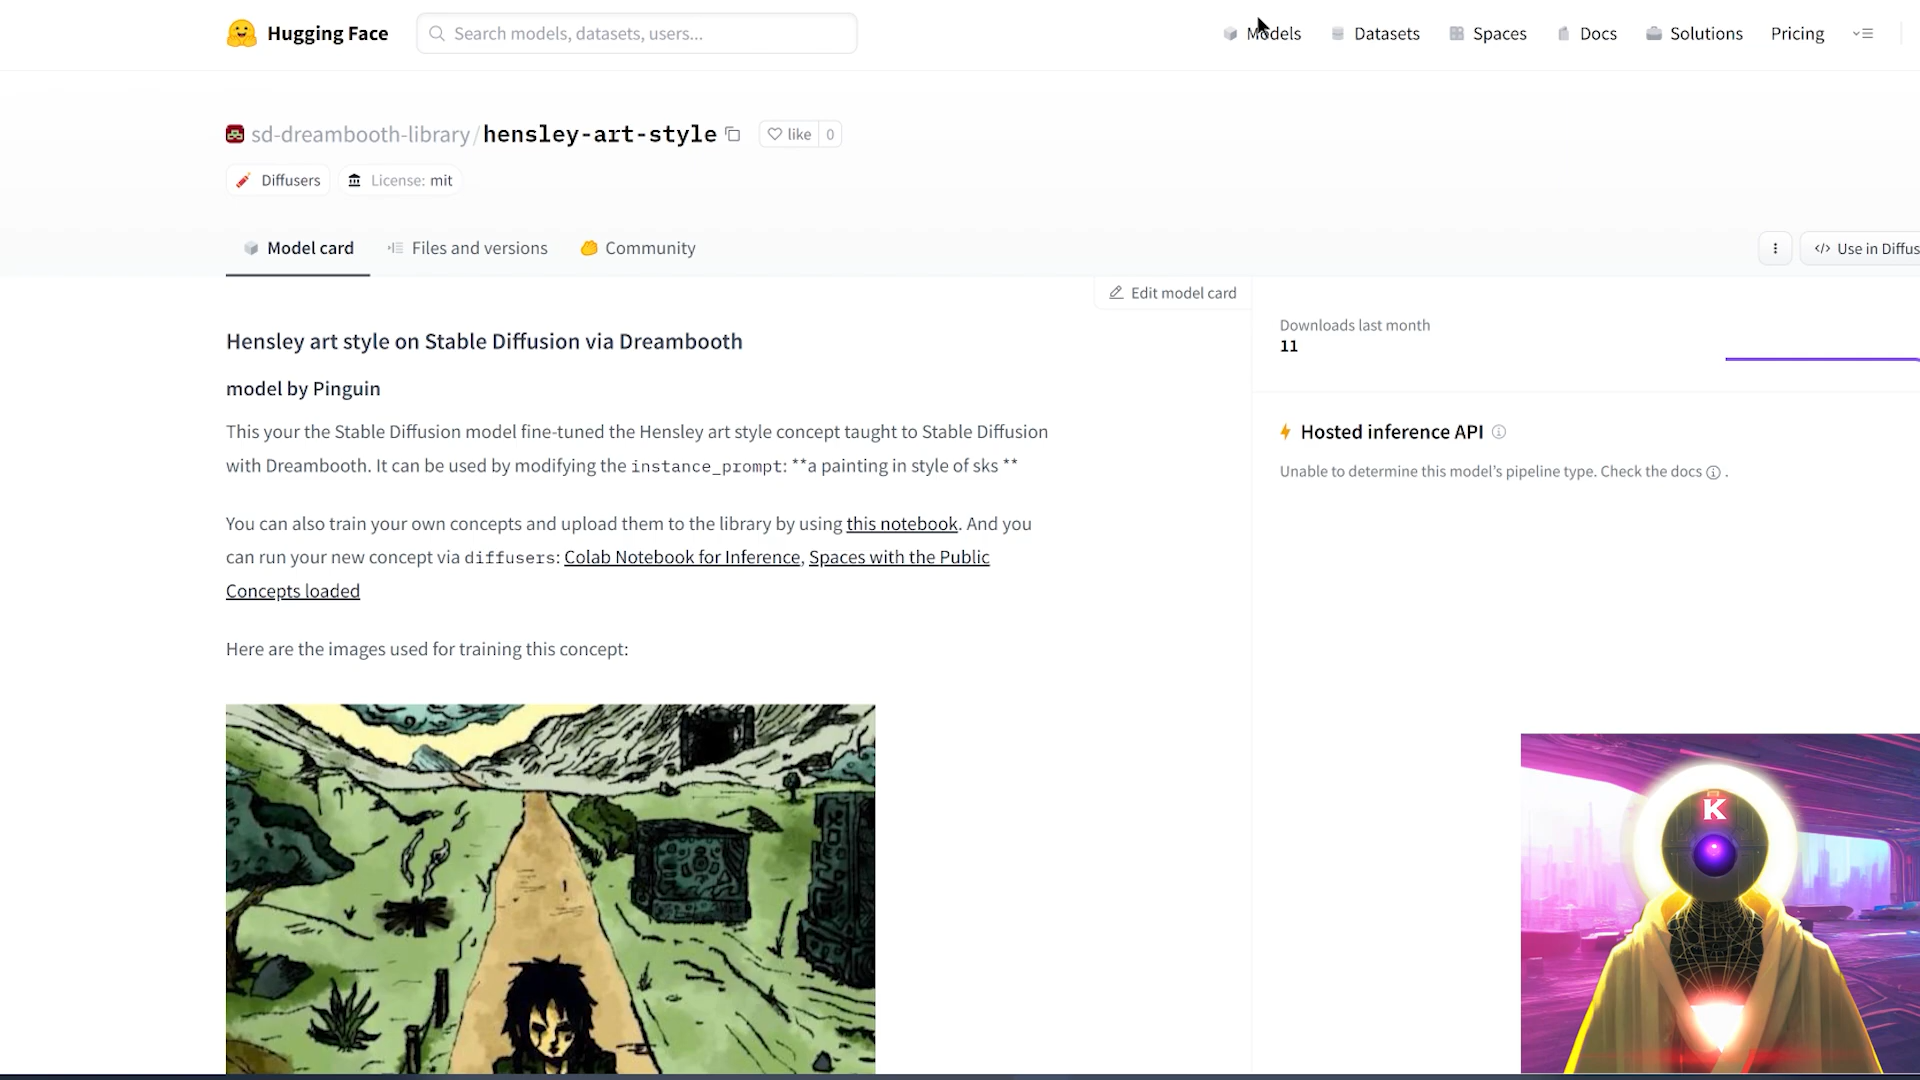 Hugging Face
Search models, datasets, users...
Models
Datasets
Spaces
Docs
Solutions
Pricing
sd-dreambooth-library/hensley-art-style
like 0
Diffusers
License: mit
Model card
Files and versions
Community
Use in Diffus
Edit model card
Hensley art style on Stable Diffusion via Dreambooth
model by Pinguin
This your the Stable Diffusion model fine-tuned the Hensley art style concept taught to Stable Diffusion
with Dreambooth. It can be used by modifying the instance_prompt: **a painting in style of sks **
You can also train your own concepts and upload them to the library by using this notebook. And you
can run your new concept via diffusers: Colab Notebook for Inference, Spaces with the Public
Concepts loaded
Here are the images used for training this concept:
Downloads last month
11
Hosted inference API
Unable to determine this model’s pipeline type. Check the docs .
K